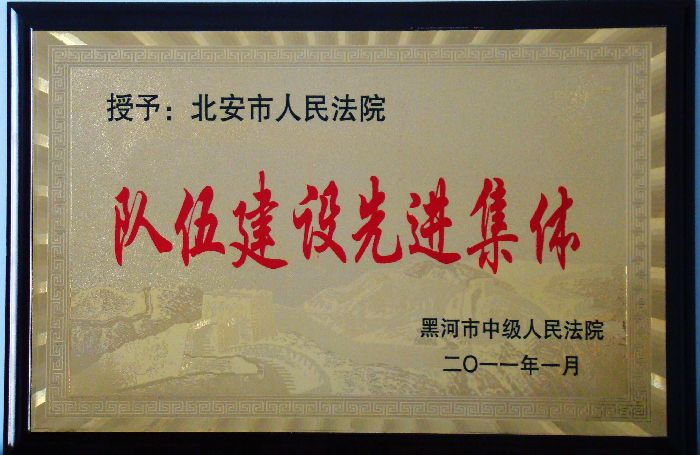 授予：北安市人民法院
队伍建设先进集体
黑河市中级人民法院
二〇一一年一月